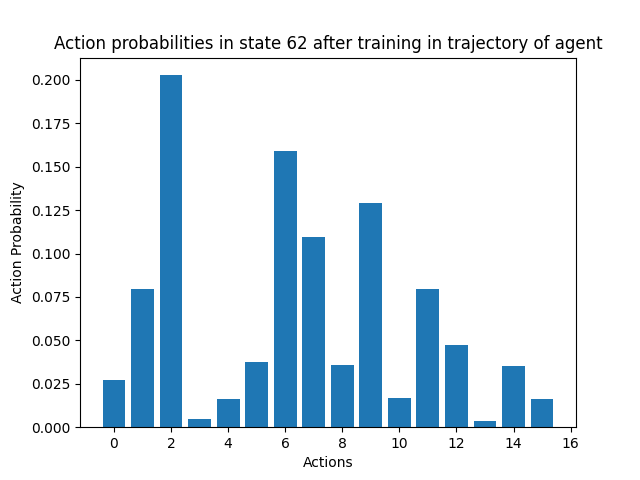 Action probabilities in state 62 after training in trajectory of agent
0.200
0.175
0.150
0.125
0.100
0.075
0.050
0.025
0.000
Action Probability
0 2 4 6 8 10 12 14 16
Actions